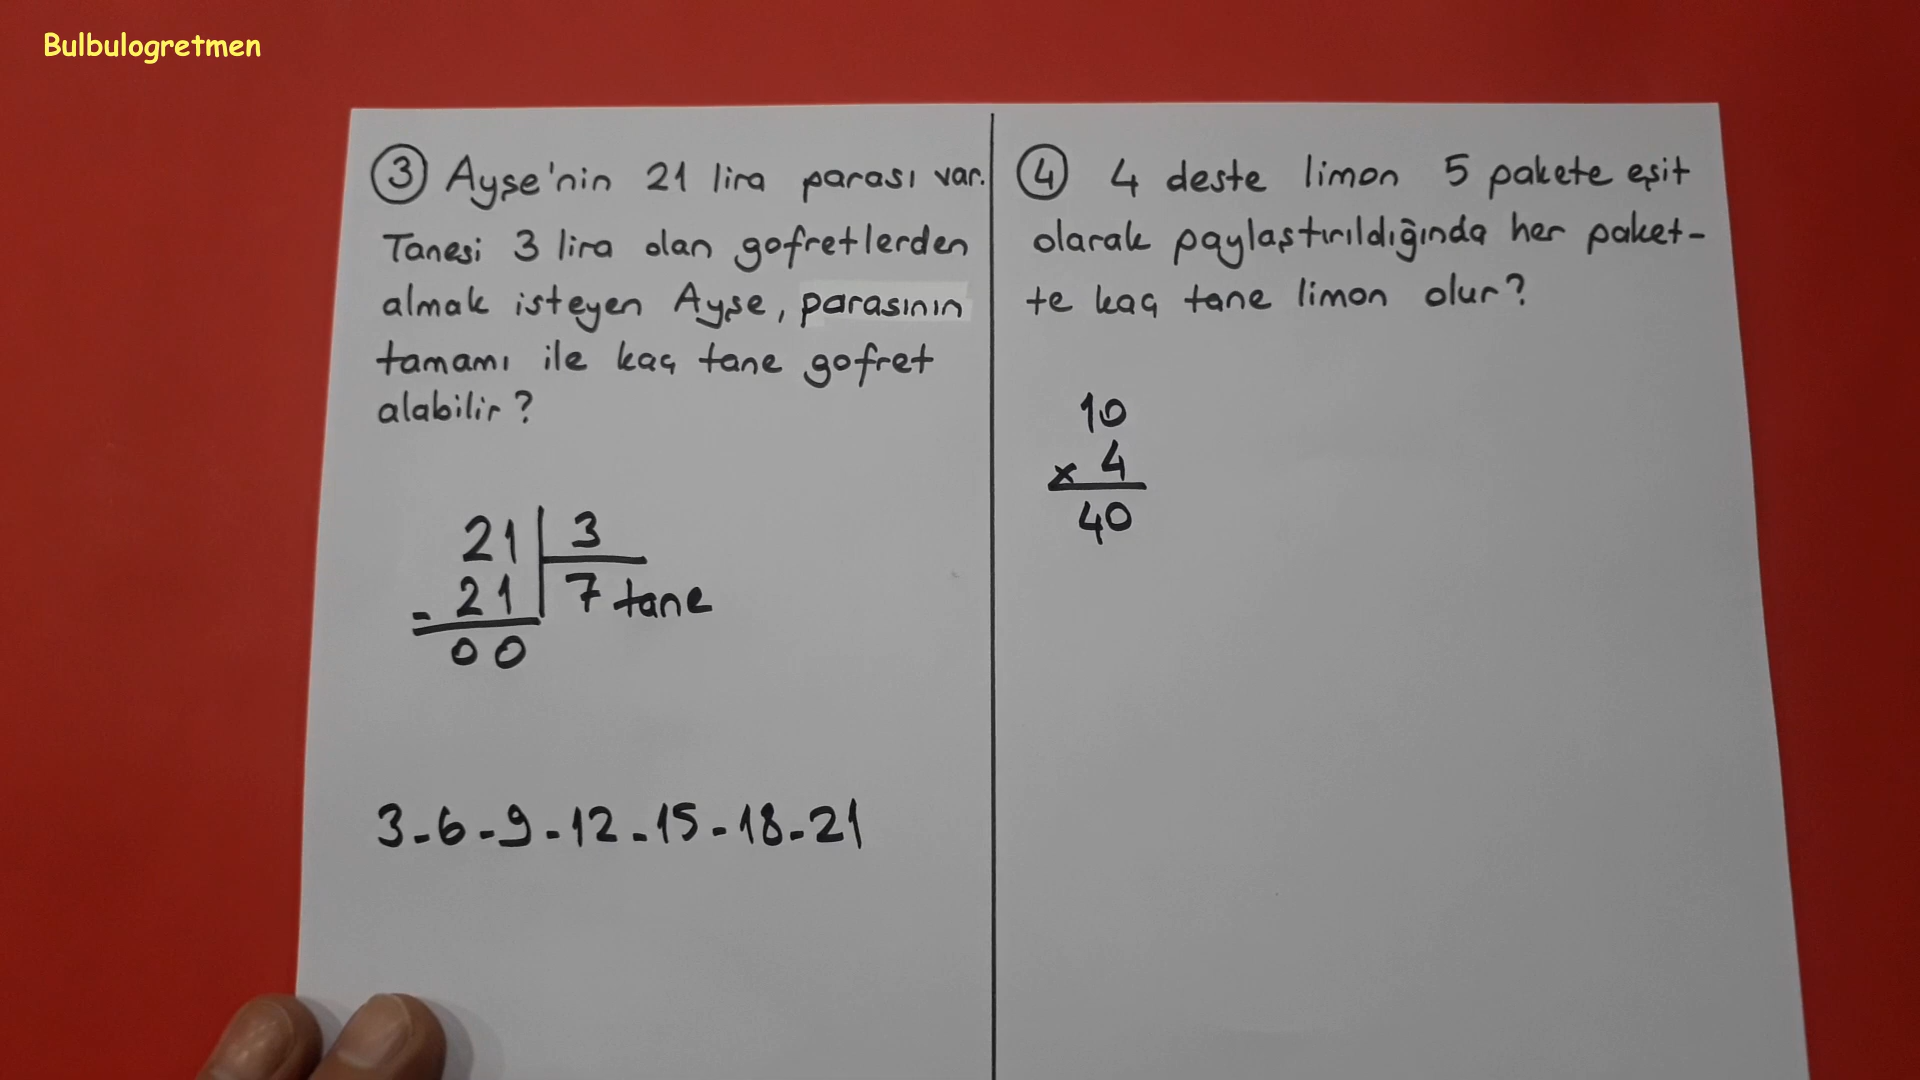 Bulbulogretmen
3 Ayşe'nin 21 lira parası var.
Tanesi 3 lira olan gofretlerden
almak isteyen Ayşe, parasının
tamamı ile kaç tane gofret
alabilir?
21 3
- 21 7 tane
00
3-6-9-12-15-18-21
4 4 deste limon 5 pakete eşit
olarak paylaştırıldığında her paket-
te kaç tane limon olur?
10
x 4
40